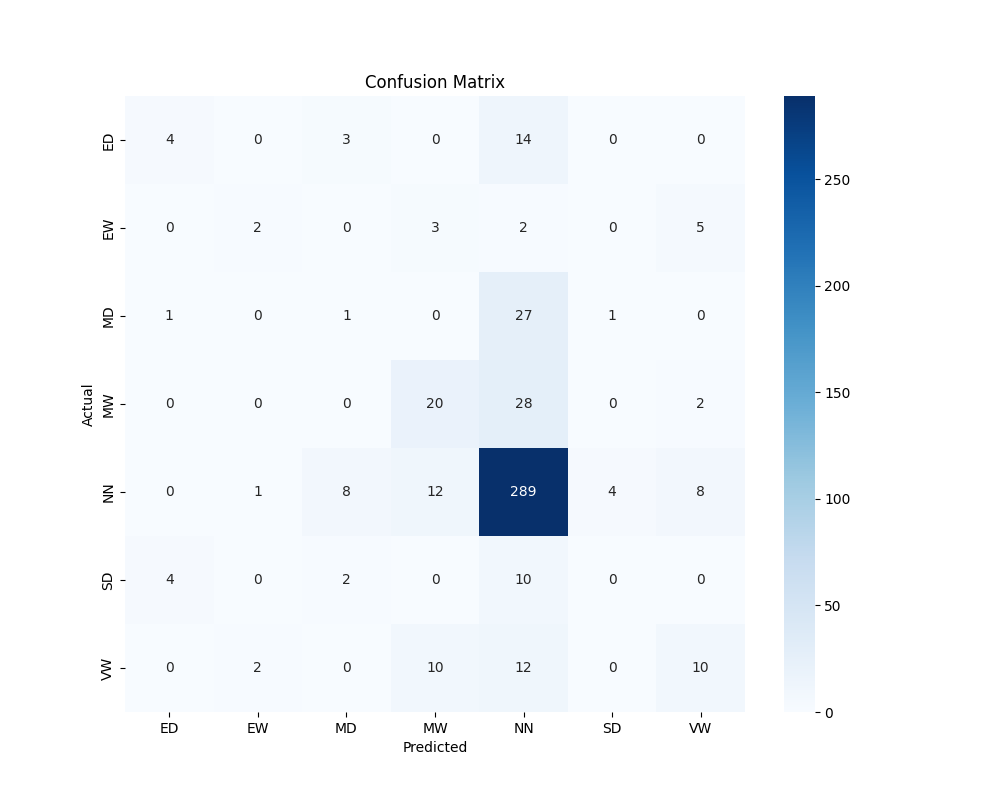 Confusion Matrix
Actual
ED 4 0 3 0 14 0 0
EW 0 2 0 3 2 0 5
MD 1 0 1 0 27 1 0
MW 0 0 0 20 28 0 2
NN 0 1 8 12 289 4 8
SD 4 0 2 0 10 0 0
VW 0 2 0 10 12 0 10
ED EW MD MW NN SD VW
Predicted
250
200
150
100
50
0